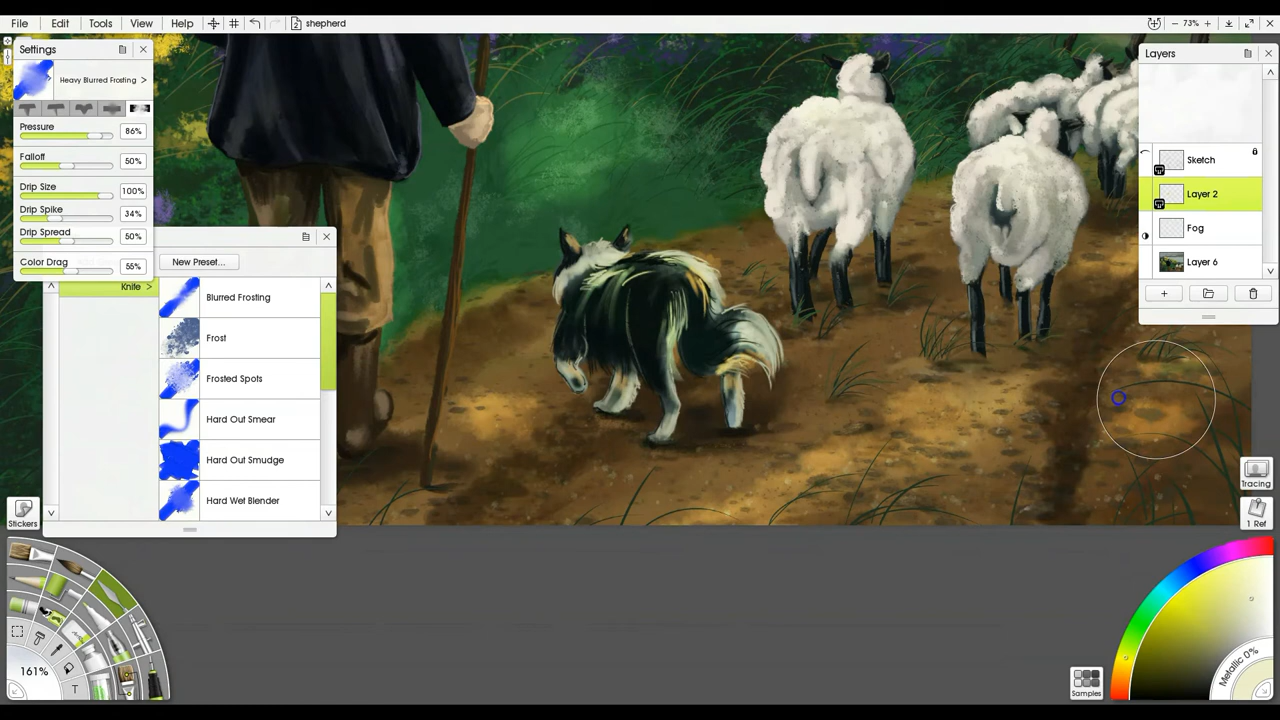 File Edit Tools View Help shepherd 73%
Settings
Heavy Blurred Frosting >
Pressure 86%
Falloff 50%
Drip Size 100%
Drip Spike 34%
Drip Spread 50%
Color Drag 55%
New Preset...
Knife >
Blurred Frosting
Frost
Frosted Spots
Hard Out Smear
Hard Out Smudge
Hard Wet Blender
Layers
Sketch
Layer 2
Fog
Layer 6
Stickers
Tracing
1 Ref
161%
T
Samples
Metallic 0%